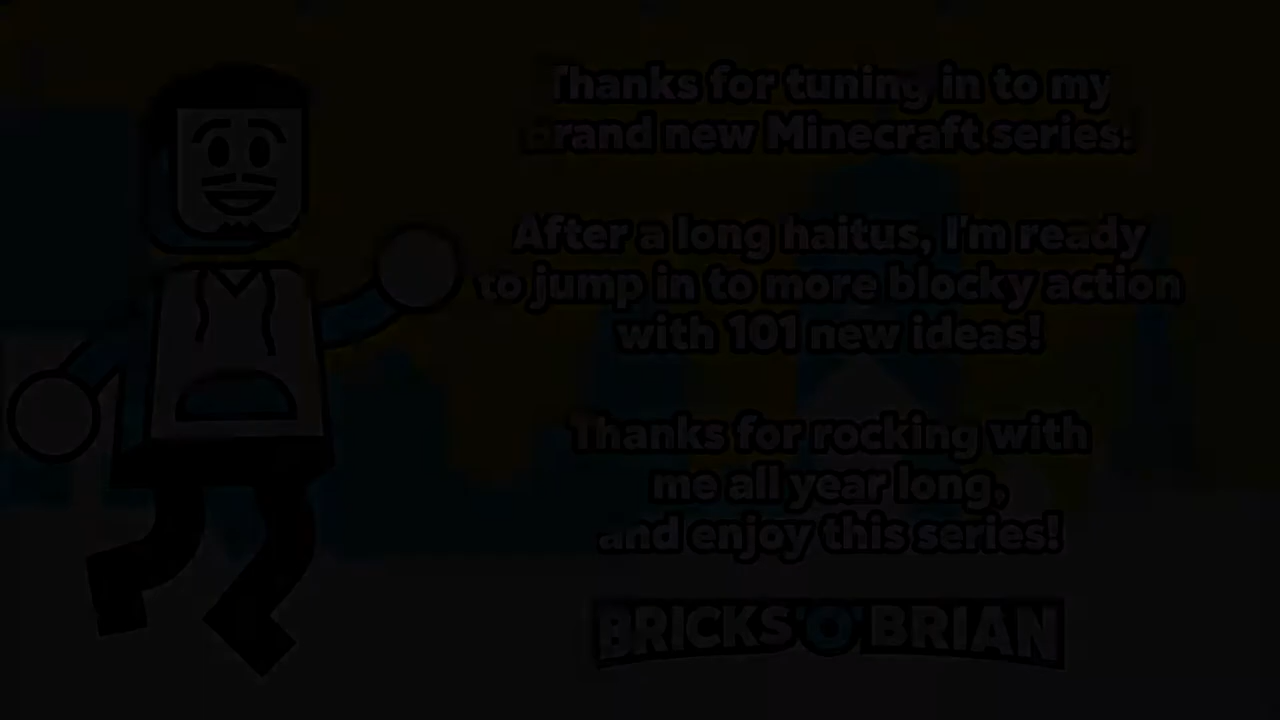 Thanks for tuning in to my
brand new Minecraft series.
After a long haitus, I'm ready
to jump in to more blocky action
with 101 new ideas!
Thanks for rocking with
me all year long,
and enjoy this series!
BRICKS'O'BRIAN